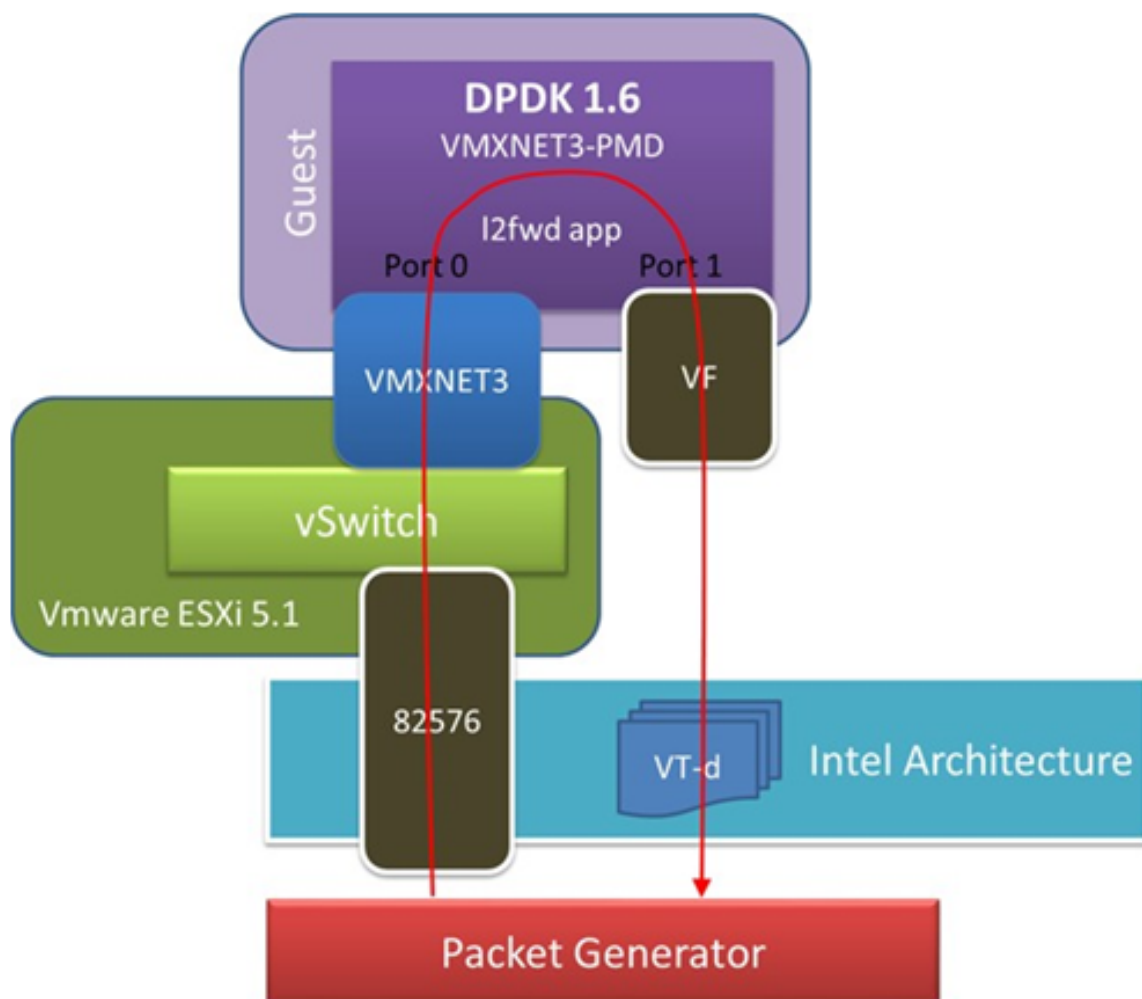 DPDK 1.6
VMXNET3-PMD
Guest
l2fwd app
Port 0
Port 1
VMXNET3
VF
vSwitch
Vmware ESXi 5.1
82576
VT-d
Intel Architecture
Packet Generator